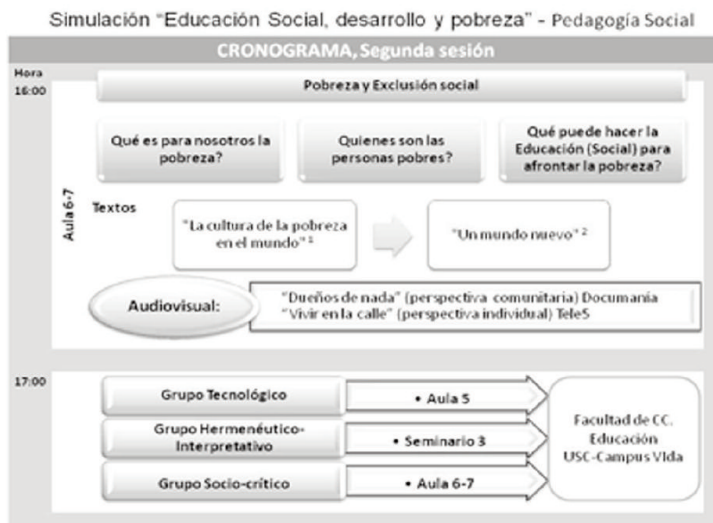 Simulación "Educación Social, desarrollo y pobreza" - Pedagogía Social
CRONOGRAMA, Segunda sesión
Hora
16:00
Pobreza y Exclusión social
Qué es para nosotros la
pobreza?
Quienes son las
personas pobres?
Qué puede hacer la
Educación (Social) para
afrontar la pobreza?
Aula 6-7
Textos
"La cultura de la pobreza
en el mundo" 1
"Un mundo nuevo" 2
Audiovisual:
"Dueños de nada" (perspectiva comunitaria) Documanía
"Vivir en la calle" (perspectiva individual) Tele5
17:00
Grupo Tecnológico
• Aula 5
Grupo Hermenéutico-
Interpretativo
• Seminario 3
Grupo Socio-crítico
• Aula 6-7
Facultad de CC.
Educación
USC-Campus VIda